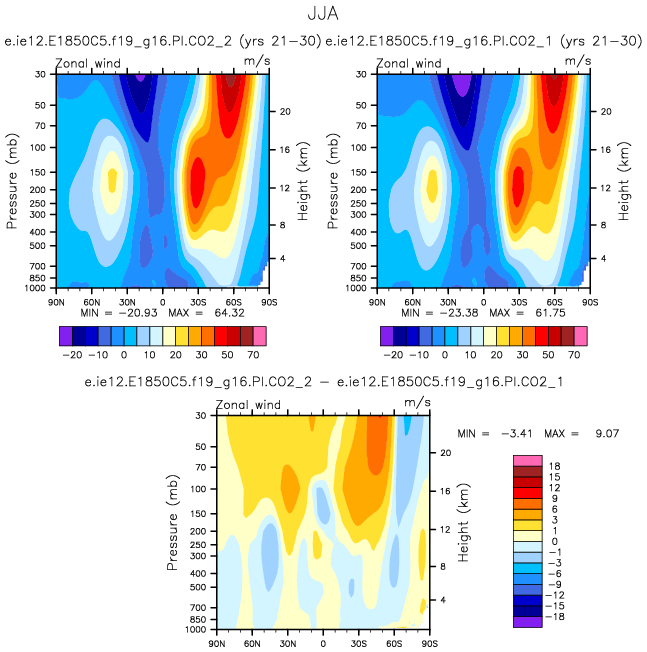 JJA
e.ie12.E1850C5.f19_g16.PI.CO2_2 (yrs 21-30) e.ie12.E1850C5.f19_g16.PI.CO2_1 (yrs 21-30)
Zonal wind m/s Zonal wind m/s
30 30
50 20 50 20
70 70
100 16 100 16
150 150
200 12 200 12
250 250
300 300
400 8 400 8
500 500
700 4 700 4
850 850
1000 1000
Pressure (mb) Height (km) Pressure (mb) Height (km)
90N 60N 30N 0 30S 60S 90S 90N 60N 30N 0 30S 60S 90S
MIN = -20.93 MAX = 64.32 MIN = -23.38 MAX = 61.75
-20 -10 0 10 20 30 50 70 -20 -10 0 10 20 30 50 70
e.ie12.E1850C5.f19_g16.PI.CO2_2 - e.ie12.E1850C5.f19_g16.PI.CO2_1
Zonal wind m/s
MIN = -3.41 MAX = 9.07
30
50
70
100
150
200
250
300
400
500
700
850
1000
Pressure (mb)
20
16
12
8
4
Height (km)
90N 60N 30N 0 30S 60S 90S
18
15
12
9
6
3
1
0
-1
-3
-6
-9
-12
-15
-18